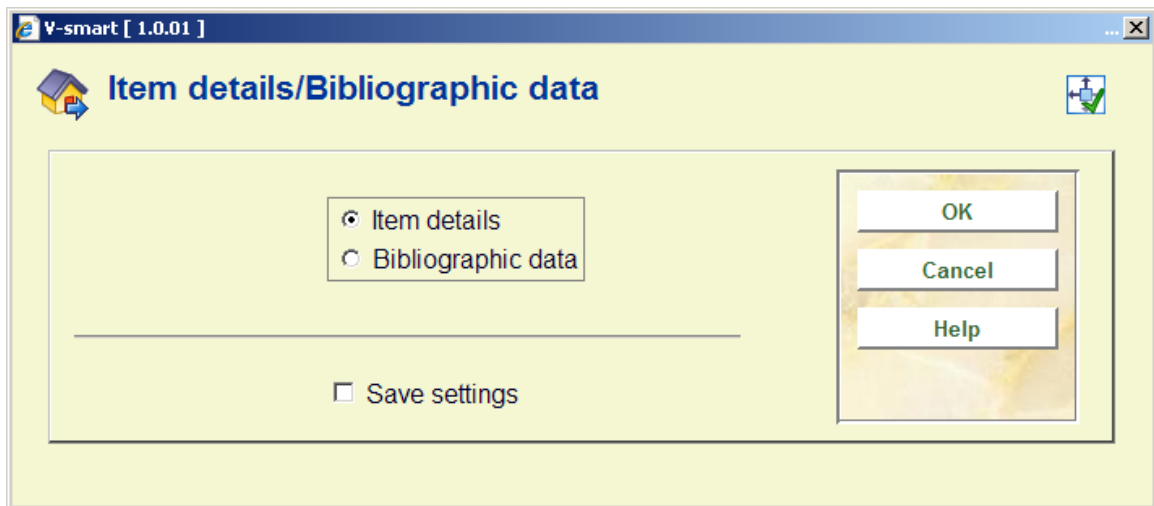 V-smart [ 1.0.01 ]
...
Item details/Bibliographic data
Item details
Bibliographic data
Save settings
OK
Cancel
Help